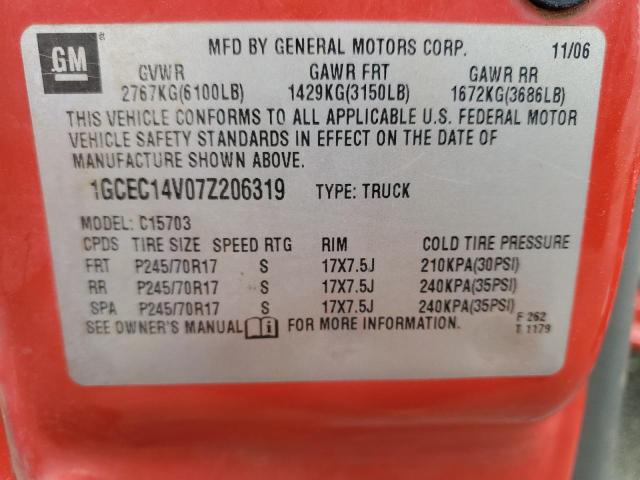 GM
MFD BY GENERAL MOTORS CORP. 11/06
GVWR GAWR FRT GAWR RR
2767KG(6100LB) 1429KG(3150LB) 1672KG(3686LB)
THIS VEHICLE CONFORMS TO ALL APPLICABLE U.S. FEDERAL MOTOR
VEHICLE SAFETY STANDARDS IN EFFECT ON THE DATE OF
MANUFACTURE SHOWN ABOVE.
1GCEC14V07Z206319 TYPE: TRUCK
MODEL: C15703
CPDS TIRE SIZE SPEED RTG RIM COLD TIRE PRESSURE
FRT P245/70R17 S 17X7.5J 210KPA(30PSI)
RR P245/70R17 S 17X7.5J 240KPA(35PSI)
SPA P245/70R17 S 17X7.5J 240KPA(35PSI)
SEE OWNER'S MANUAL i FOR MORE INFORMATION.
F 262
T 1179